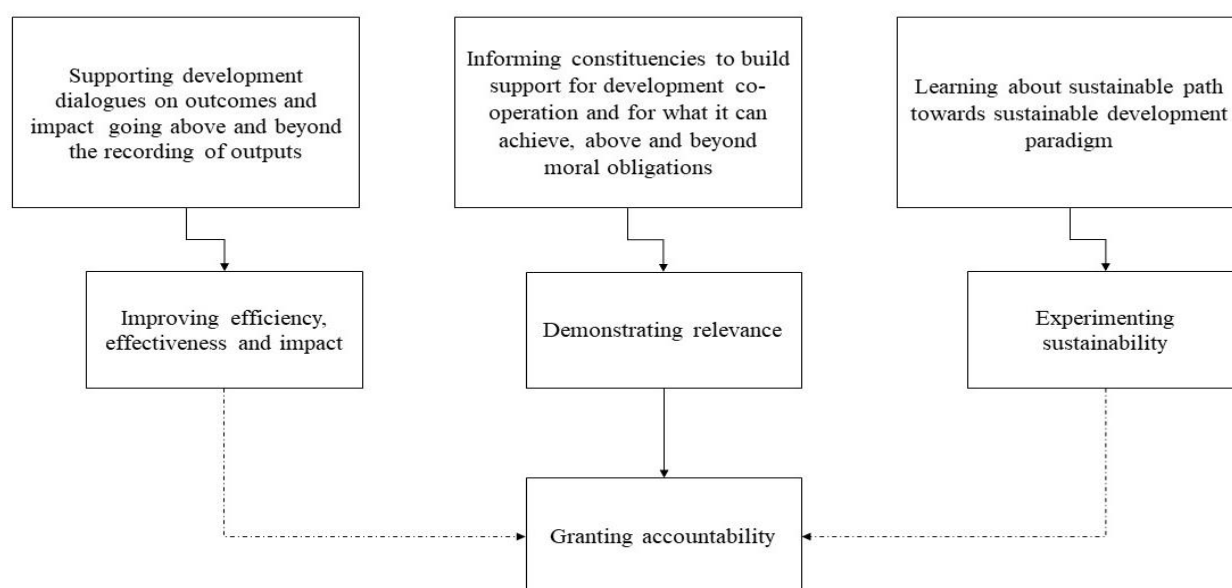 Supporting development
dialogues on outcomes and
impact going above and beyond
the recording of outputs
Informing constituencies to build
support for development co-
operation and for what it can
achieve, above and beyond
moral obligations
Learning about sustainable path
towards sustainable development
paradigm
Improving efficiency,
effectiveness and impact
Demonstrating relevance
Experimenting
sustainability
Granting accountability